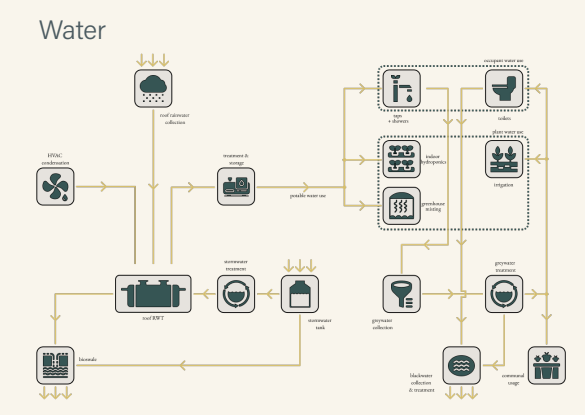 Water
occupant water use
roof rainwater
collection
taps
+ showers
toilets
plant water use
HVAC
condensation
treatment &
storage
indoor
hydroponics
irrigation
potable water use
greenhouse
misting
stormwater
treatment
greywater
treatment
roof RWT
stormwater
tank
greywater
collection
bioswale
blackwater
collection
& treatment
communal
usage